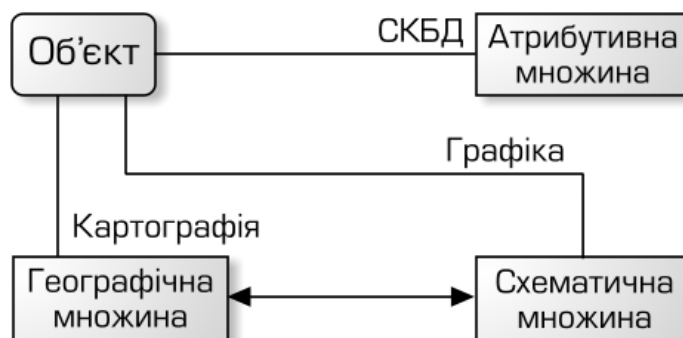 Об’єкт
СКБД
Атрибутивна
множина
Графіка
Картографія
Географічна
множина
Схематична
множина